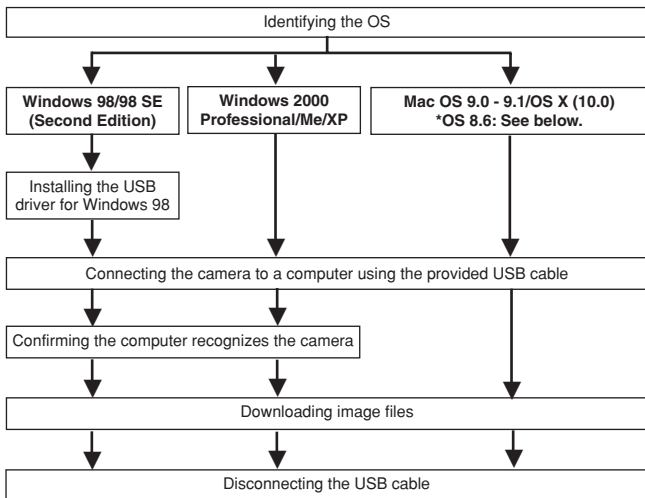 Identifying the OS
Windows 98/98 SE
(Second Edition)
Windows 2000
Professional/Me/XP
Mac OS 9.0 - 9.1/OS X (10.0)
*OS 8.6: See below.
Installing the USB
driver for Windows 98
Connecting the camera to a computer using the provided USB cable
Confirming the computer recognizes the camera
Downloading image files
Disconnecting the USB cable